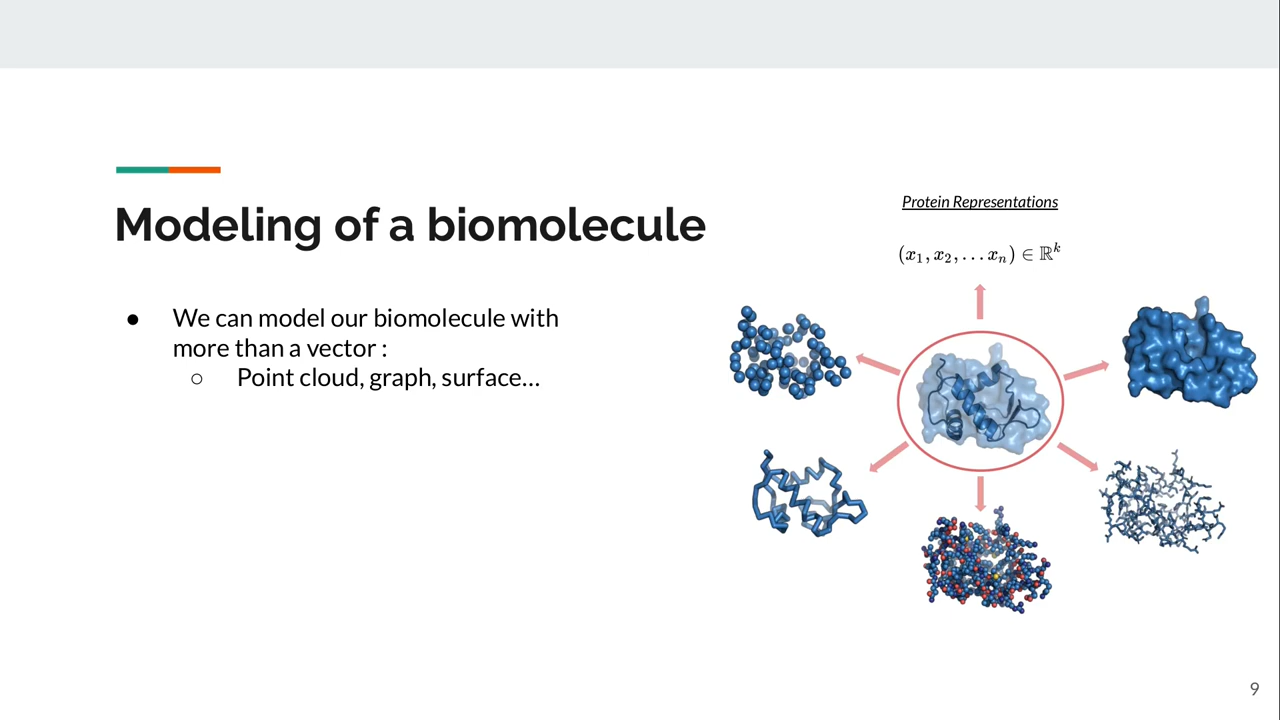 Modeling of a biomolecule
● We can model our biomolecule with
more than a vector :
○ Point cloud, graph, surface...
Protein Representations
(x₁, x₂, . . . xₙ) ∈ ℝᵏ
9